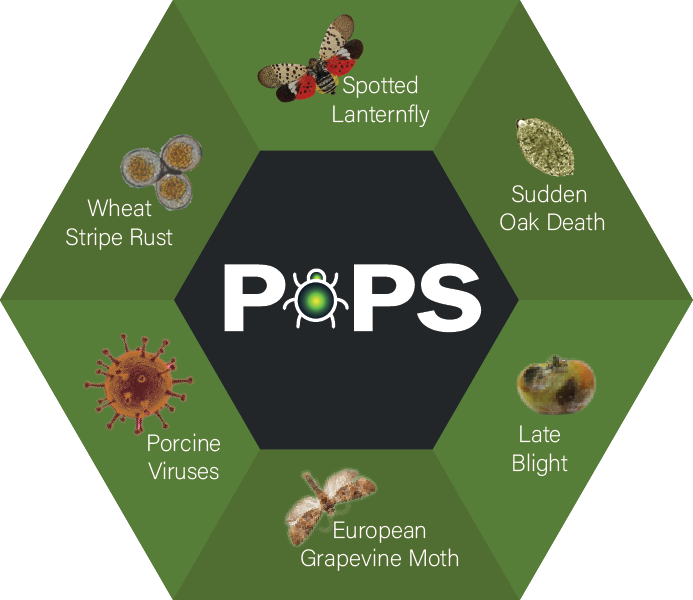 Spotted
Lanternfly
Sudden
Oak Death
Wheat
Stripe Rust
POPS
Late
Blight
Porcine
Viruses
European
Grapevine Moth